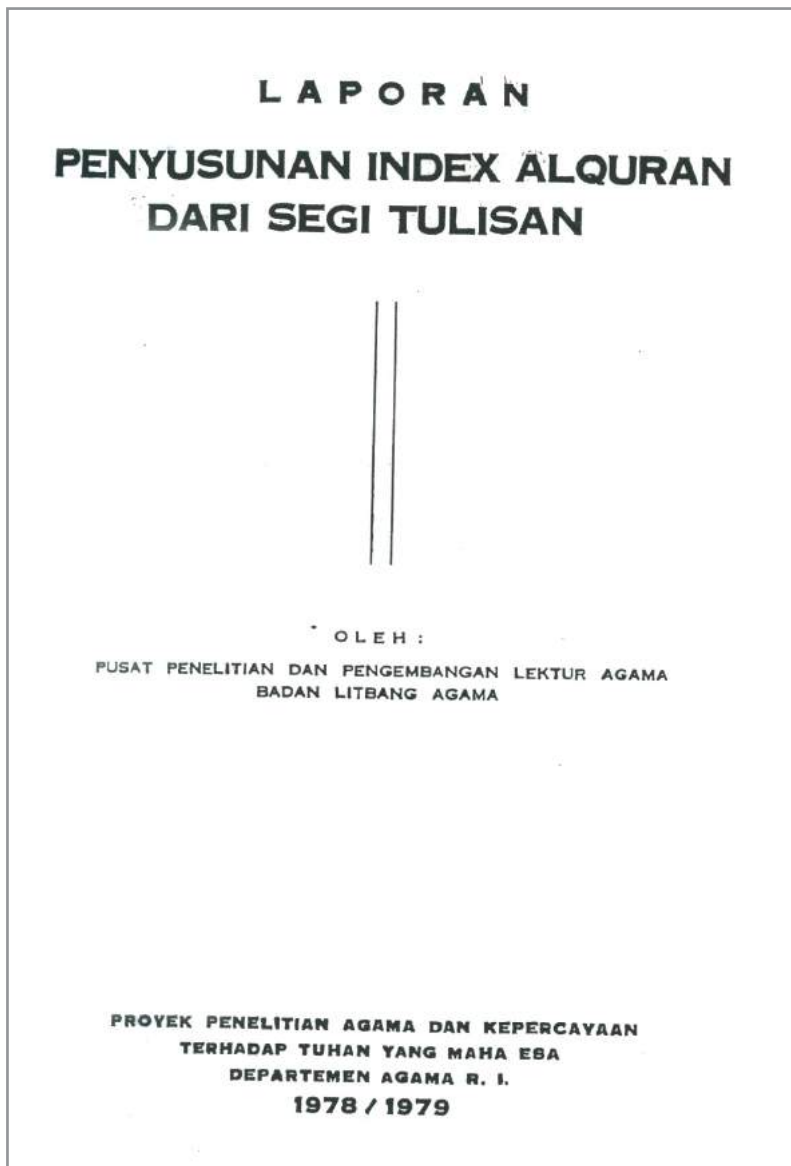 LAPORAN
PENYUSUNAN INDEX ALQURAN
DARI SEGI TULISAN
OLEH :
PUSAT PENELITIAN DAN PENGEMBANGAN LEKTUR AGAMA
BADAN LITBANG AGAMA
PROYEK PENELITIAN AGAMA DAN KEPERCAYAAN
TERHADAP TUHAN YANG MAHA ESA
DEPARTEMEN AGAMA R. I.
1978 / 1979